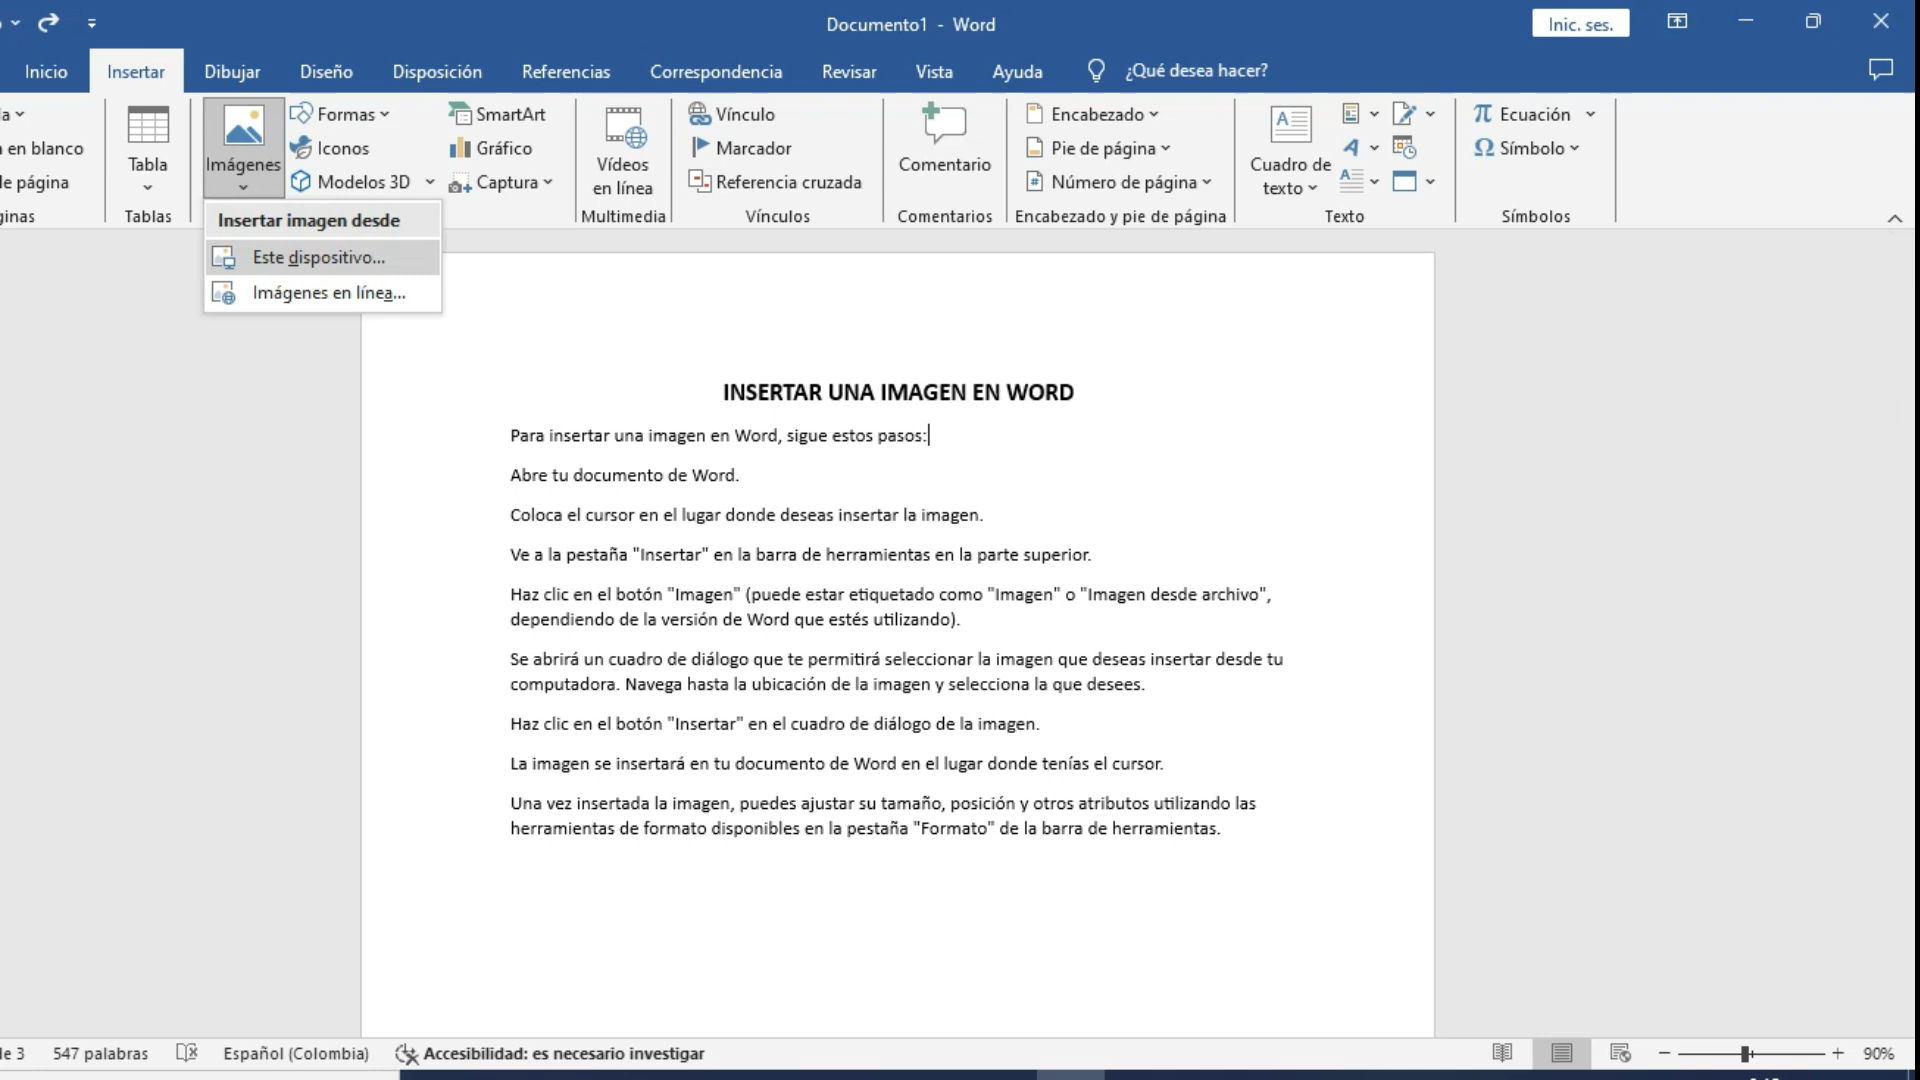 Documento1 - Word
Inic. ses.
Inicio Insertar Dibujar Diseño Disposición Referencias Correspondencia Revisar Vista Ayuda ¿Qué desea hacer?
en blanco
página
Tabla
Tablas
Imágenes
Formas
Iconos
Modelos 3D
SmartArt
Gráfico
Captura
Vídeos
en línea
Multimedia
Vínculo
Marcador
Referencia cruzada
Vínculos
Comentario
Comentarios
Encabezado
Pie de página
Número de página
Encabezado y pie de página
Cuadro de
texto
Texto
Ecuación
Símbolo
Símbolos
Insertar imagen desde
Este dispositivo...
Imágenes en línea...
INSERTAR UNA IMAGEN EN WORD
Para insertar una imagen en Word, sigue estos pasos:
Abre tu documento de Word.
Coloca el cursor en el lugar donde deseas insertar la imagen.
Ve a la pestaña "Insertar" en la barra de herramientas en la parte superior.
Haz clic en el botón "Imagen" (puede estar etiquetado como "Imagen" o "Imagen desde archivo",
dependiendo de la versión de Word que estés utilizando).
Se abrirá un cuadro de diálogo que te permitirá seleccionar la imagen que deseas insertar desde tu
computadora. Navega hasta la ubicación de la imagen y selecciona la que desees.
Haz clic en el botón "Insertar" en el cuadro de diálogo de la imagen.
La imagen se insertará en tu documento de Word en el lugar donde tenías el cursor.
Una vez insertada la imagen, puedes ajustar su tamaño, posición y otros atributos utilizando las
herramientas de formato disponibles en la pestaña "Formato" de la barra de herramientas.
de 3 547 palabras Español (Colombia) Accesibilidad: es necesario investigar 90%